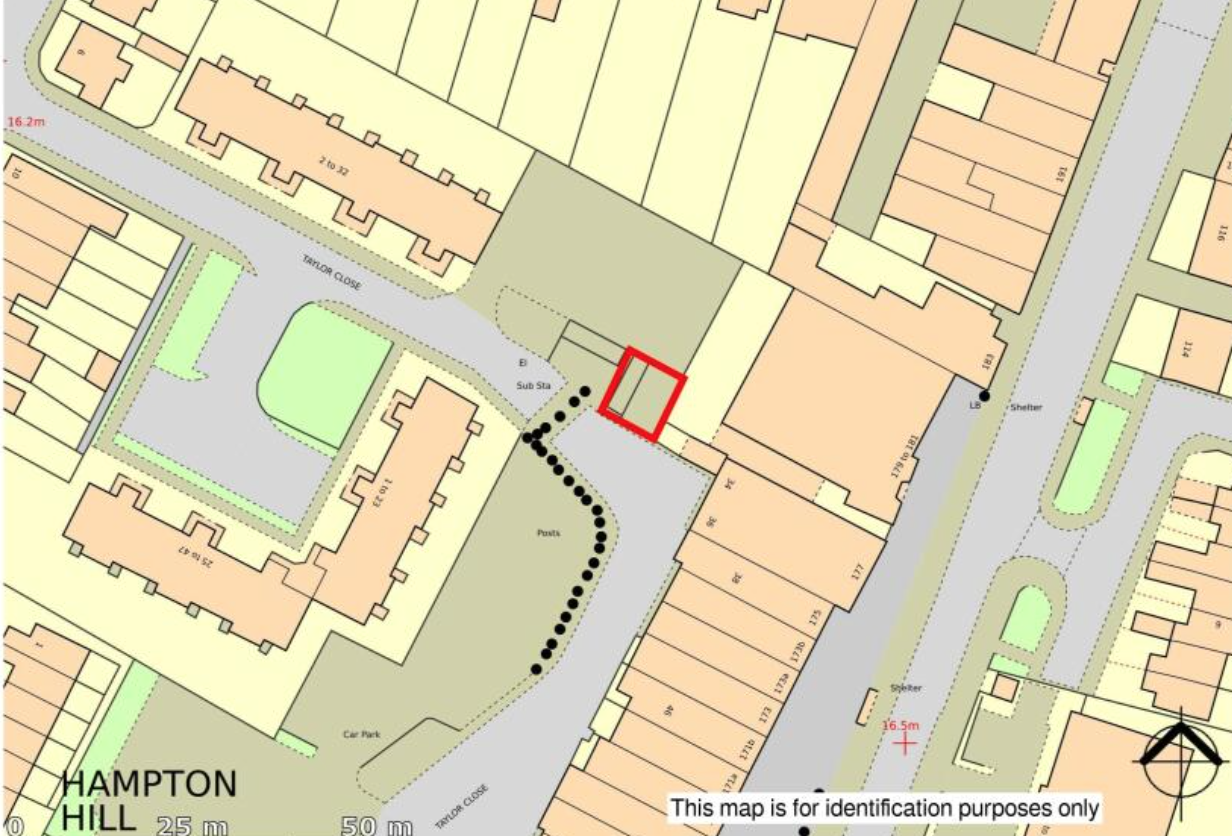 6
16.2m
10
2 to 32
191
116
TAYLOR CLOSE
114
183
El
Sub Sta
LB
Shelter
179 to 181
34
1 to 23
36
Posts
25 to 47
38
177
175
6
173b
1
173a
Shelter
46
173
16.5m
Car Park
171b
171a
HAMPTON
HILL
TAYLOR CLOSE
0 25 m 50 m
This map is for identification purposes only